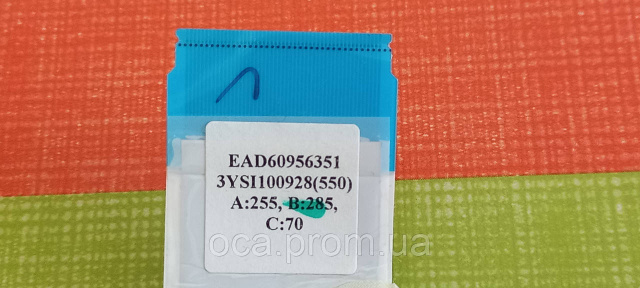 EAD60956351
3YSI100928(550)
A:255, B:285,
C:70
oca.prom.ua